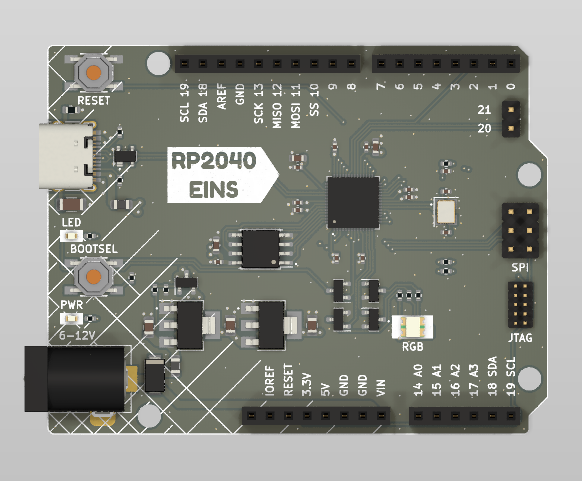 SCL 19
SDA 18
AREF
GND
SCK 13
MISO 12
MOSI 11
SS 10
9
8
7
6
5
4
3
2
1
0
RESET
21
20
RP2040
EINS
LED
BOOTSEL
SPI
PWR
6-12V
JTAG
RGB
IOREF
RESET
3.3V
5V
GND
GND
VIN
14 A0
15 A1
16 A2
17 A3
18 SDA
19 SCL